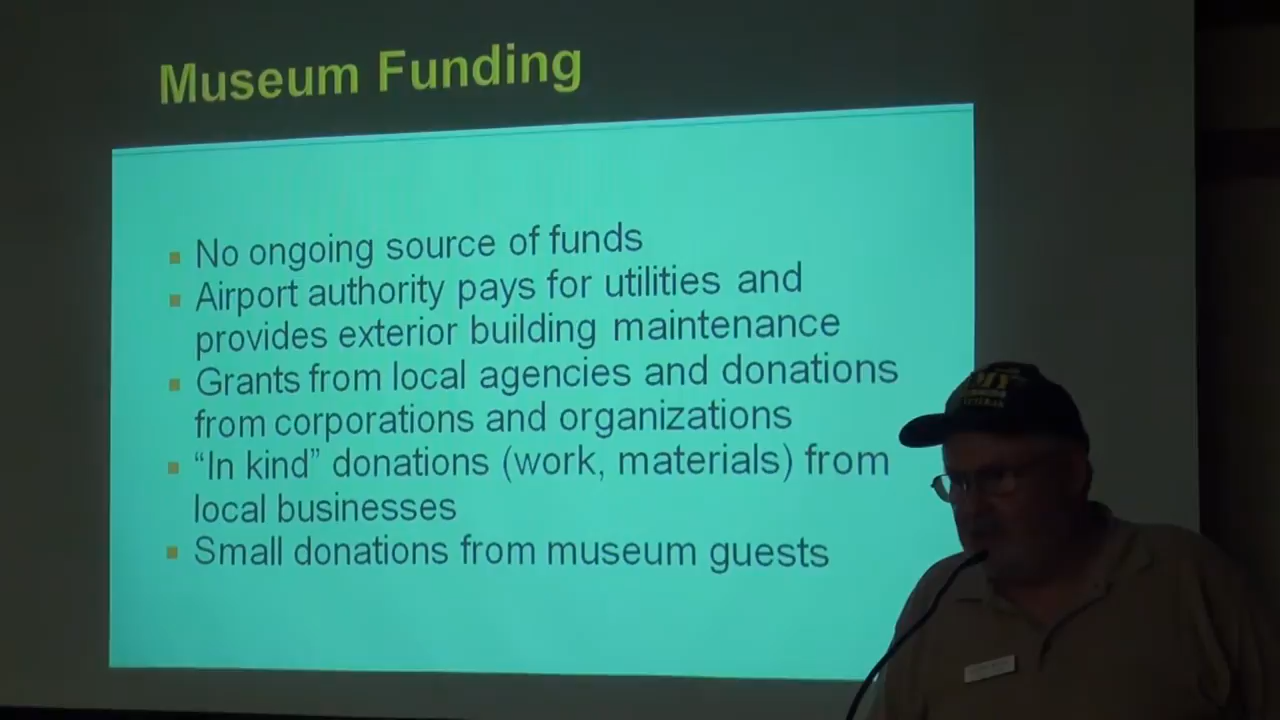 Museum Funding
No ongoing source of funds
Airport authority pays for utilities and
provides exterior building maintenance
Grants from local agencies and donations
from corporations and organizations
“In kind” donations (work, materials) from
local businesses
Small donations from museum guests
VETERAN